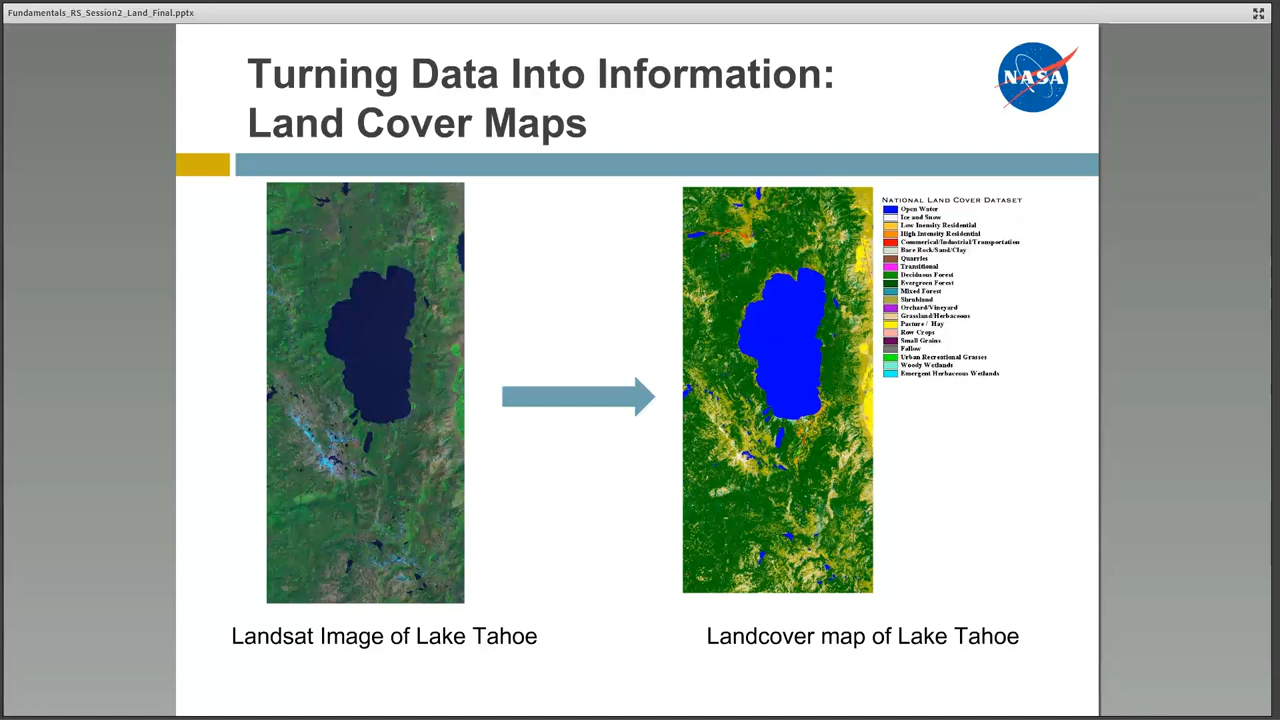 Fundamentals_RS_Session2_Land_Final.pptx
Turning Data Into Information:
Land Cover Maps
NASA
National Land Cover Dataset
Open Water
Ice and Snow
Low Inensity Residential
High Intensity Residential
Commerical/Industrial/Transportation
Bare Rock/Sand/Clay
Quarries
Transitional
Deciduous Forest
Evergreen Forest
Mixed Forest
Shrubland
Orchard/Vineyard
Grassland/Herbaceous
Pasture / Hay
Row Crops
Small Grains
Fallow
Urban Recreational Grasses
Woody Wetlands
Emergent Herbaceous Wetlands
Landsat Image of Lake Tahoe
Landcover map of Lake Tahoe